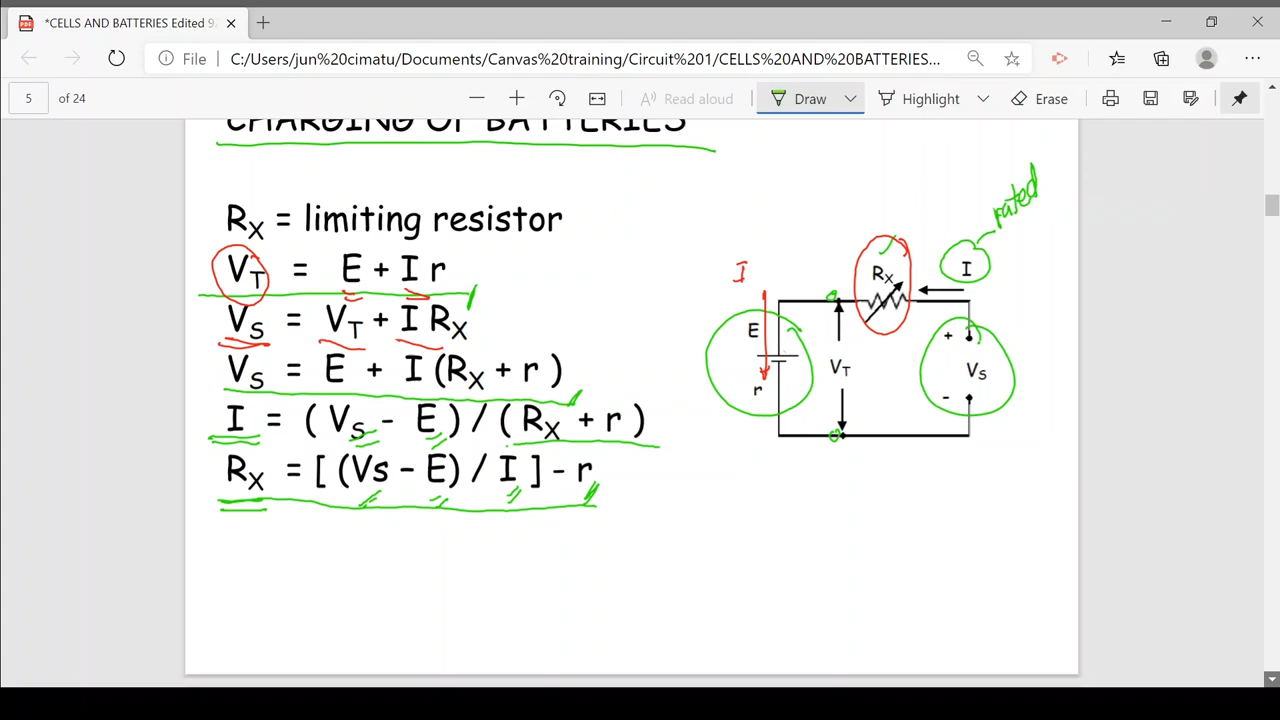 *CELLS AND BATTERIES Edited 92
File C:/Users/jun%20cimatu/Documents/Canvas%20training/Circuit%201/CELLS%20AND%20BATTERIES...
5 of 24 Read aloud Draw Highlight Erase
CHARGING OF BATTERIES
RX = limiting resistor
VT = E + I r
VS = VT + I RX
VS = E + I (RX + r )
I = ( VS - E ) / ( RX + r )
RX = [ (Vs - E) / I ] - r
rated
I
RX
I
E
r
VT
+
VS
-